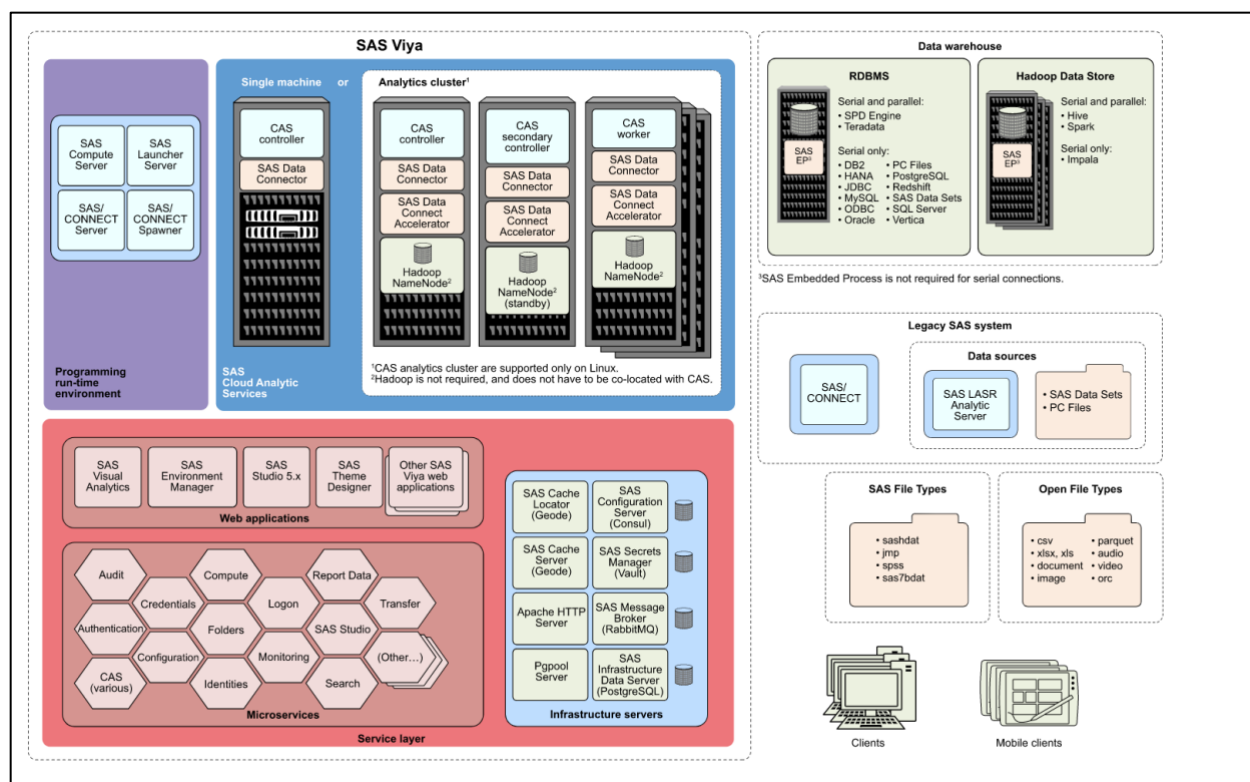 SAS Viya
Programming
run-time
environment
SAS
Compute
Server
SAS
Launcher
Server
SAS/
CONNECT
Server
SAS/
CONNECT
Spawner
Single machine or
Analytics cluster¹
CAS
controller
SAS Data
Connector
CAS
controller
SAS Data
Connector
SAS Data
Connect
Accelerator
Hadoop
NameNode²
CAS
secondary
controller
SAS Data
Connector
SAS Data
Connect
Accelerator
Hadoop
NameNode²
(standby)
CAS
worker
SAS Data
Connector
SAS Data
Connect
Accelerator
Hadoop
NameNode²
¹CAS analytics cluster are supported only on Linux.
²Hadoop is not required, and does not have to be co-located with CAS.
SAS
Cloud Analytic
Services
SAS
Visual
Analytics
SAS
Environment
Manager
SAS
Studio 5.x
SAS
Theme
Designer
Other SAS
Viya web
applications
Web applications
Audit
Compute
Report Data
Credentials
Logon
Transfer
Authentication
Folders
SAS Studio
Configuration
Monitoring
(Other…)
CAS
(various)
Identities
Search
Microservices
SAS Cache
Locator
(Geode)
SAS
Configuration
Server
(Consul)
SAS Cache
Server
(Geode)
SAS Secrets
Manager
(Vault)
Apache HTTP
Server
SAS Message
Broker
(RabbitMQ)
Pgpool
Server
SAS
Infrastructure
Data Server
(PostgreSQL)
Infrastructure servers
Service layer
Data warehouse
RDBMS
SAS
EP³
Serial and parallel:
• SPD Engine
• Teradata
Serial only:
• DB2
• HANA
• JDBC
• MySQL
• ODBC
• Oracle
• PC Files
• PostgreSQL
• Redshift
• SAS Data Sets
• SQL Server
• Vertica
Hadoop Data Store
SAS
EP³
Serial and parallel:
• Hive
• Spark
Serial only:
• Impala
³SAS Embedded Process is not required for serial connections.
Legacy SAS system
SAS/
CONNECT
Data sources
SAS LASR
Analytic
Server
• SAS Data Sets
• PC Files
SAS File Types
• sashdat
• jmp
• spss
• sas7bdat
Open File Types
• csv
• xlsx, xls
• document
• image
• parquet
• audio
• video
• orc
Clients
Mobile clients